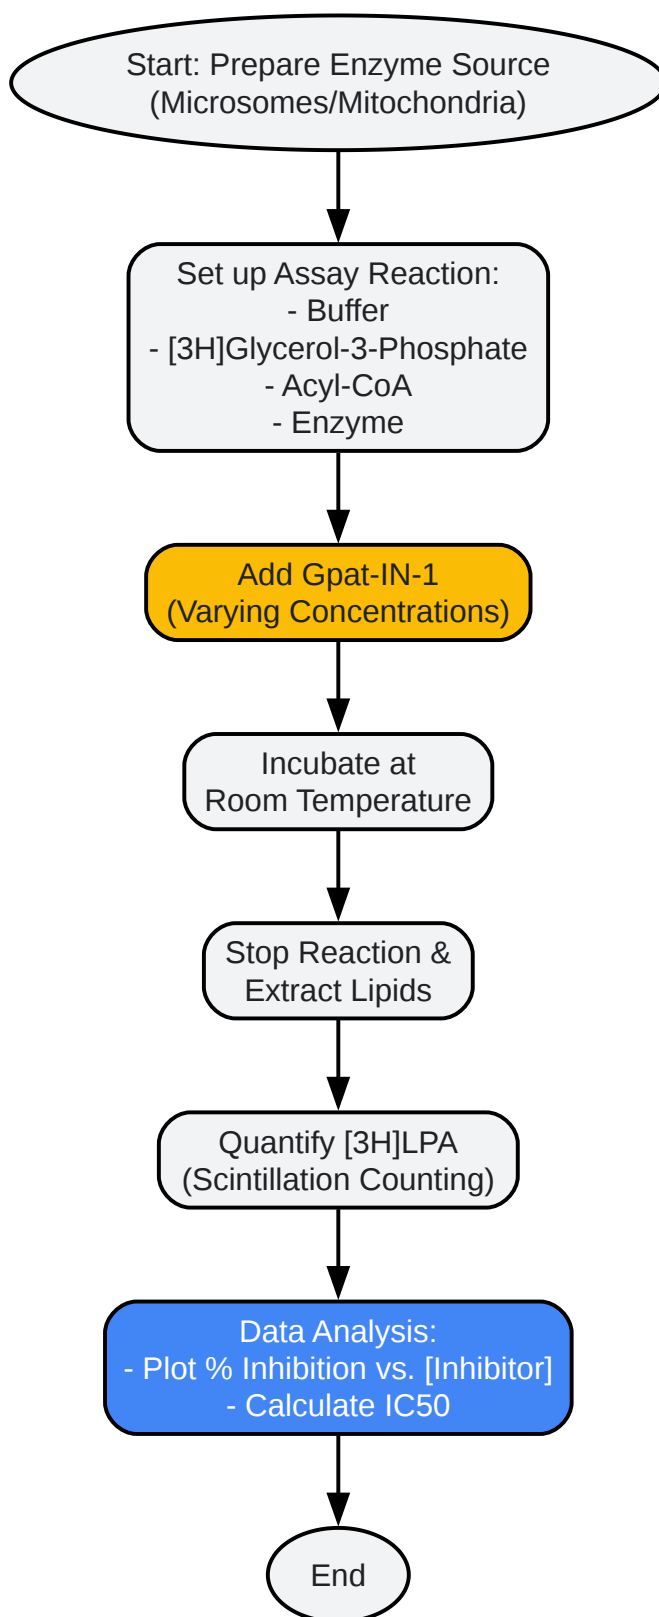 Start: Prepare Enzyme Source
(Microsomes/Mitochondria)
Set up Assay Reaction:
- Buffer
- [3H]Glycerol-3-Phosphate
- Acyl-CoA
- Enzyme
Add Gpat-IN-1
(Varying Concentrations)
Incubate at
Room Temperature
Stop Reaction &
Extract Lipids
Quantify [3H]LPA
(Scintillation Counting)
Data Analysis:
- Plot % Inhibition vs. [Inhibitor]
- Calculate IC50
End